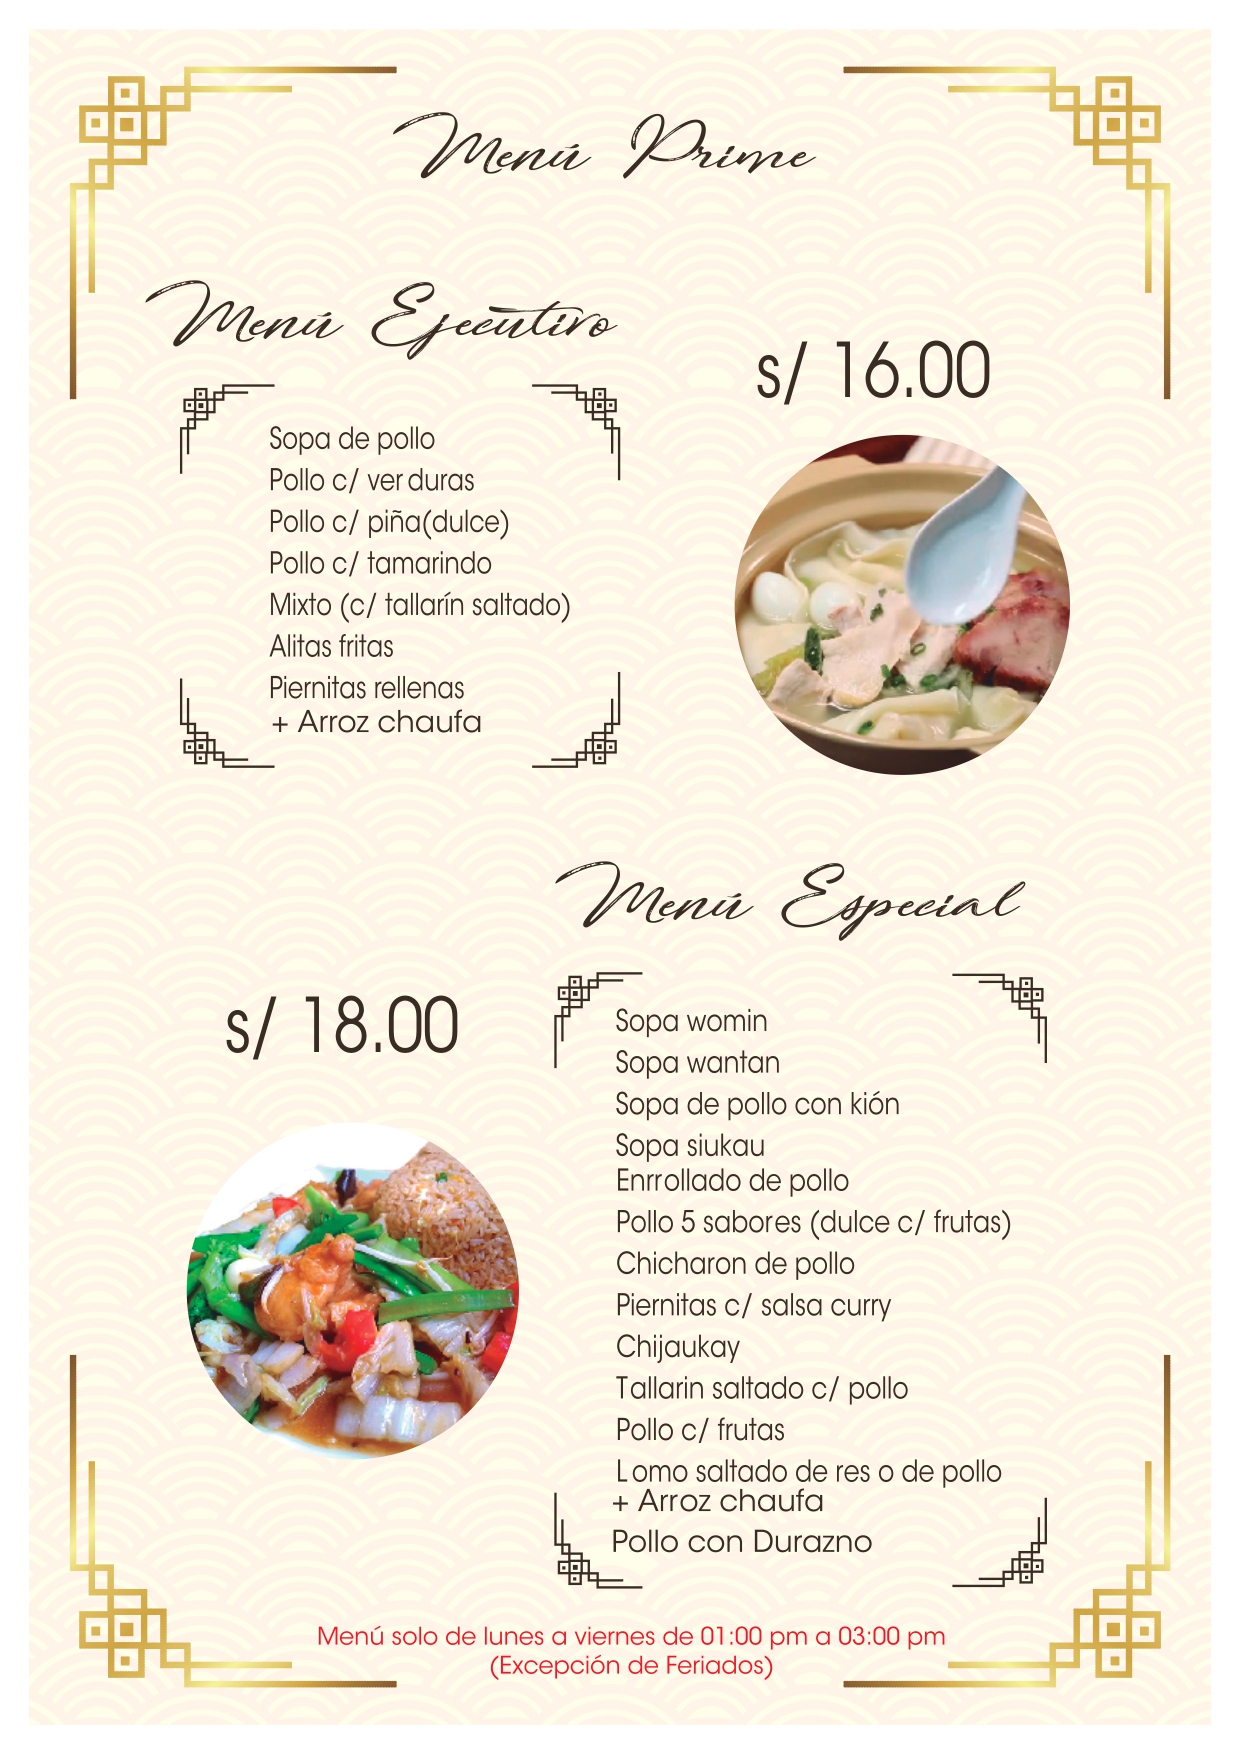 Menú Prime
Menú Ejecutivo
s/ 16.00
Sopa de pollo
Pollo c/ verduras
Pollo c/ piña(dulce)
Pollo c/ tamarindo
Mixto (c/ tallarín saltado)
Alitas fritas
Piernitas rellenas
+ Arroz chaufa
Menú Especial
s/ 18.00
Sopa womin
Sopa wantan
Sopa de pollo con kión
Sopa siukau
Enrrollado de pollo
Pollo 5 sabores (dulce c/ frutas)
Chicharon de pollo
Piernitas c/ salsa curry
Chijaukay
Tallarin saltado c/ pollo
Pollo c/ frutas
Lomo saltado de res o de pollo
+ Arroz chaufa
Pollo con Durazno
Menú solo de lunes a viernes de 01:00 pm a 03:00 pm
(Excepción de Feriados)